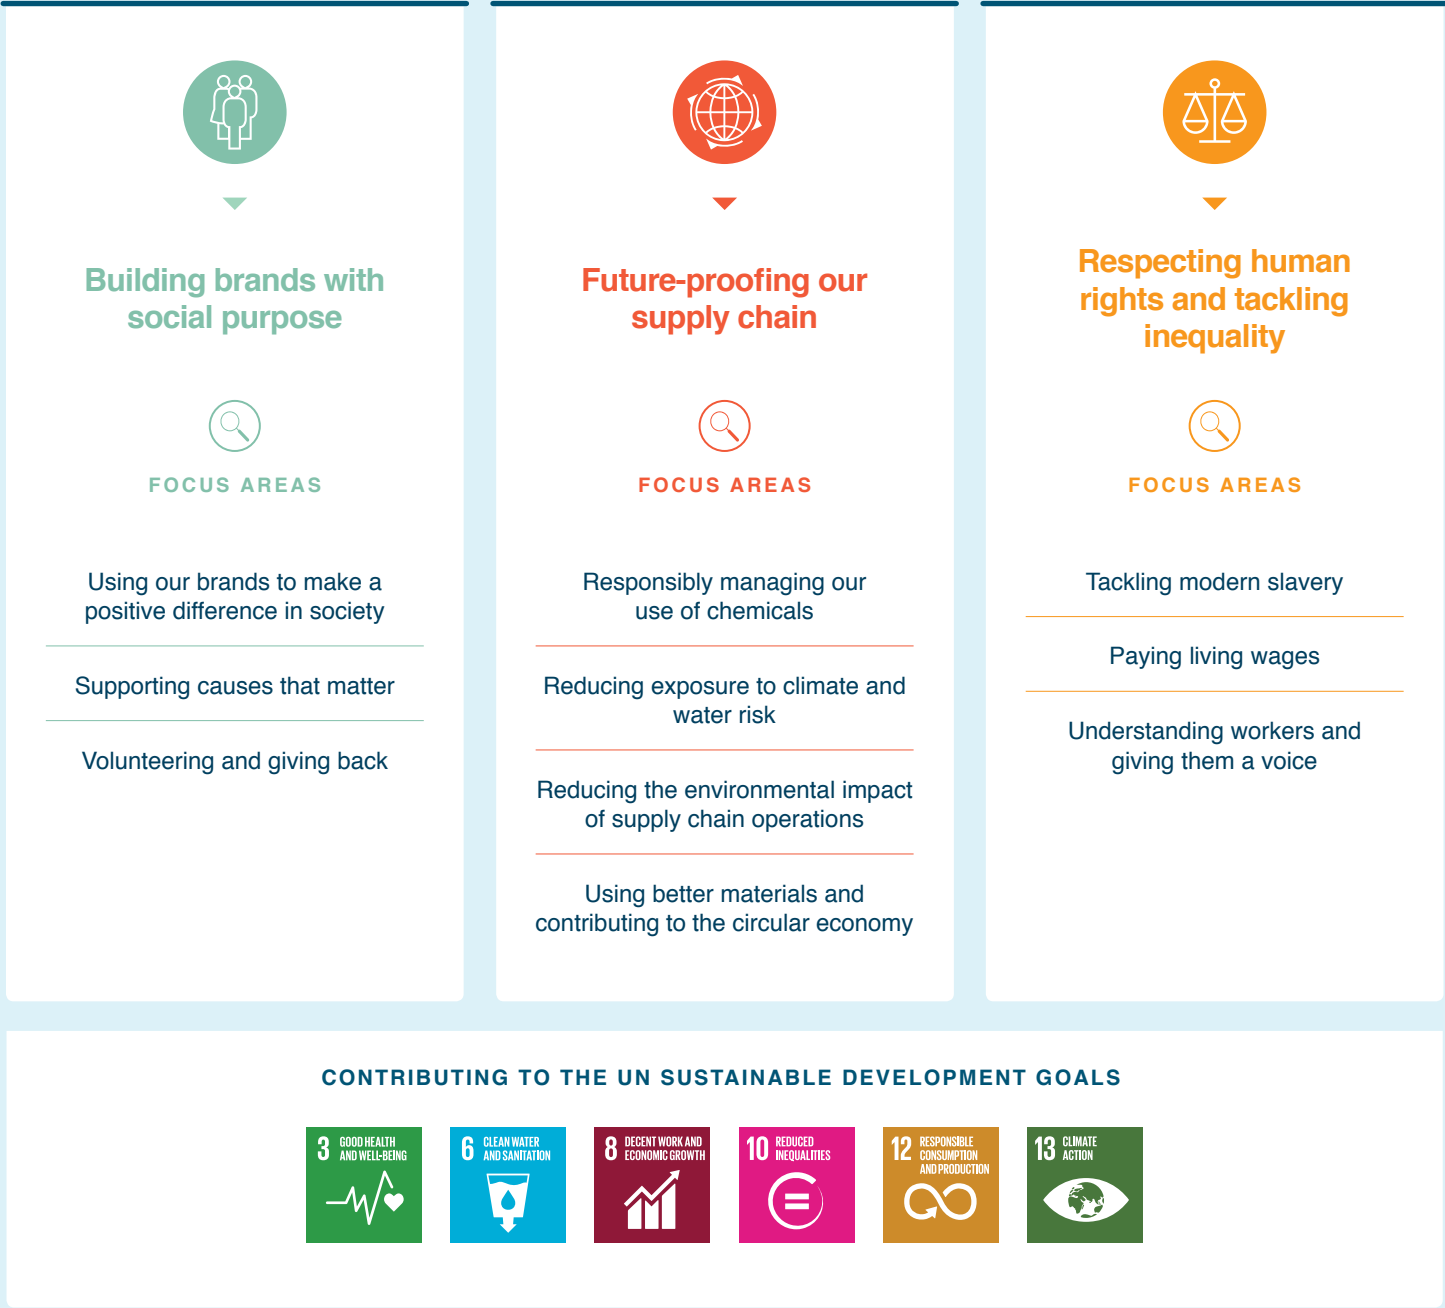 Building brands with
social purpose
FOCUS AREAS
Using our brands to make a
positive difference in society
Supporting causes that matter
Volunteering and giving back
Future-proofing our
supply chain
FOCUS AREAS
Responsibly managing our
use of chemicals
Reducing exposure to climate and
water risk
Reducing the environmental impact
of supply chain operations
Using better materials and
contributing to the circular economy
Respecting human
rights and tackling
inequality
FOCUS AREAS
Tackling modern slavery
Paying living wages
Understanding workers and
giving them a voice
CONTRIBUTING TO THE UN SUSTAINABLE DEVELOPMENT GOALS
3 GOOD HEALTH
AND WELL-BEING
6 CLEAN WATER
AND SANITATION
8 DECENT WORK AND
ECONOMIC GROWTH
10 REDUCED
INEQUALITIES
12 RESPONSIBLE
CONSUMPTION
AND PRODUCTION
13 CLIMATE
ACTION